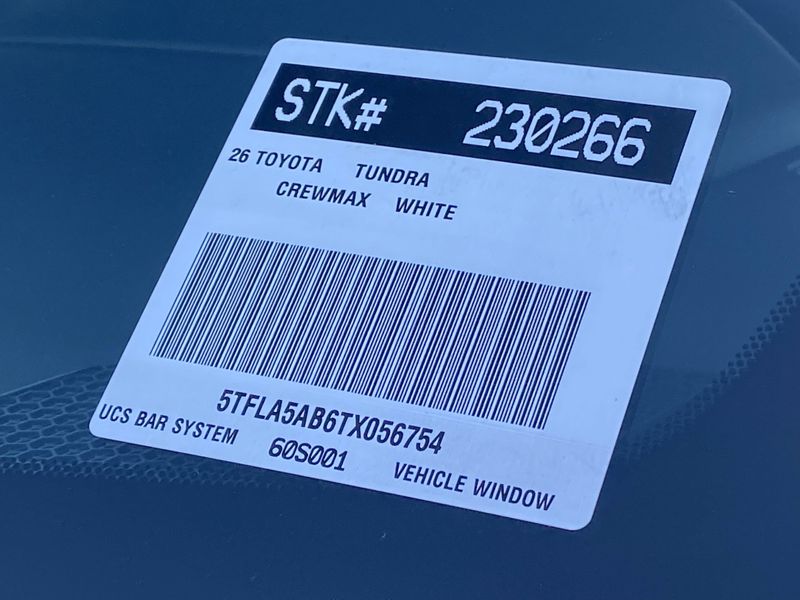 STK# 230266
26 TOYOTA TUNDRA
CREWMAX WHITE
5TFLA5AB6TX056754
UCS BAR SYSTEM 60S001 VEHICLE WINDOW